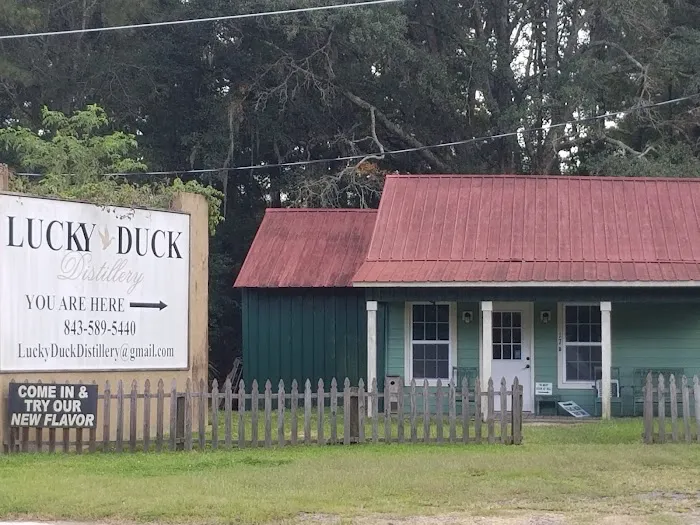 LUCKY DUCK
Distillery
YOU ARE HERE
843-589-5440
LuckyDuckDistillery@gmail.com
COME IN &
TRY OUR
NEW FLAVOR